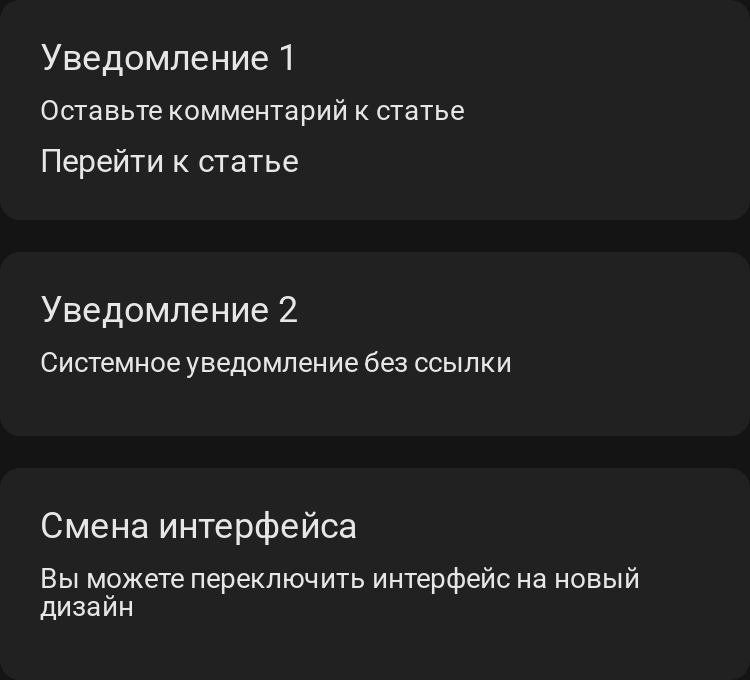 Уведомление 1
Оставьте комментарий к статье
Перейти к статье
Уведомление 2
Системное уведомление без ссылки
Смена интерфейса
Вы можете переключить интерфейс на новый
дизайн